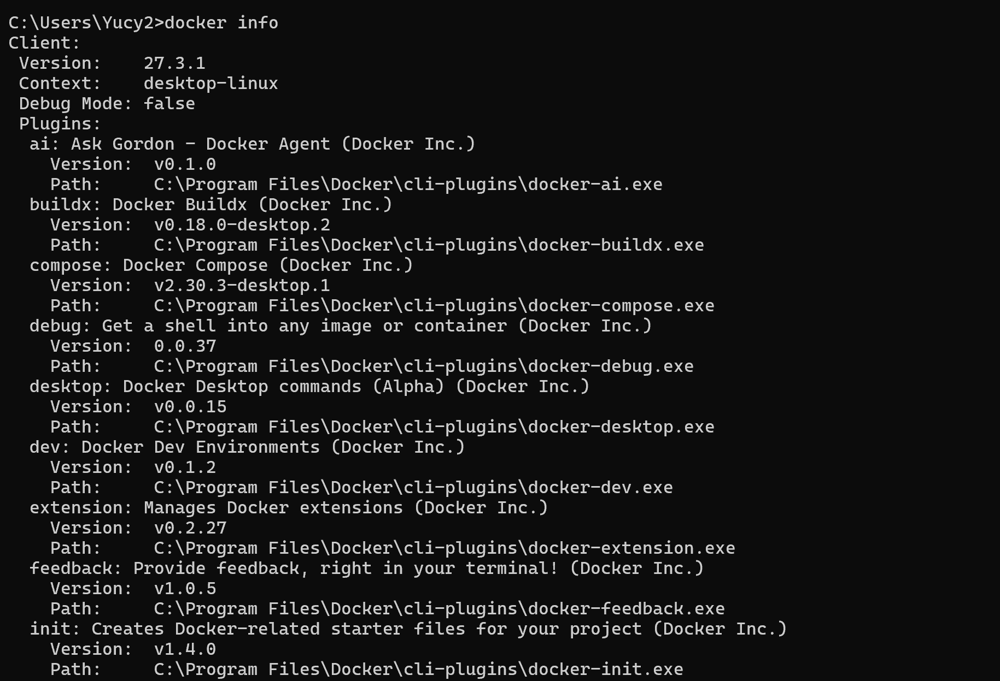 C:\Users\Yucy2>docker info
Client:
 Version:    27.3.1
 Context:    desktop-linux
 Debug Mode: false
 Plugins:
  ai: Ask Gordon - Docker Agent (Docker Inc.)
    Version:  v0.1.0
    Path:     C:\Program Files\Docker\cli-plugins\docker-ai.exe
  buildx: Docker Buildx (Docker Inc.)
    Version:  v0.18.0-desktop.2
    Path:     C:\Program Files\Docker\cli-plugins\docker-buildx.exe
  compose: Docker Compose (Docker Inc.)
    Version:  v2.30.3-desktop.1
    Path:     C:\Program Files\Docker\cli-plugins\docker-compose.exe
  debug: Get a shell into any image or container (Docker Inc.)
    Version:  0.0.37
    Path:     C:\Program Files\Docker\cli-plugins\docker-debug.exe
  desktop: Docker Desktop commands (Alpha) (Docker Inc.)
    Version:  v0.0.15
    Path:     C:\Program Files\Docker\cli-plugins\docker-desktop.exe
  dev: Docker Dev Environments (Docker Inc.)
    Version:  v0.1.2
    Path:     C:\Program Files\Docker\cli-plugins\docker-dev.exe
  extension: Manages Docker extensions (Docker Inc.)
    Version:  v0.2.27
    Path:     C:\Program Files\Docker\cli-plugins\docker-extension.exe
  feedback: Provide feedback, right in your terminal! (Docker Inc.)
    Version:  v1.0.5
    Path:     C:\Program Files\Docker\cli-plugins\docker-feedback.exe
  init: Creates Docker-related starter files for your project (Docker Inc.)
    Version:  v1.4.0
    Path:     C:\Program Files\Docker\cli-plugins\docker-init.exe